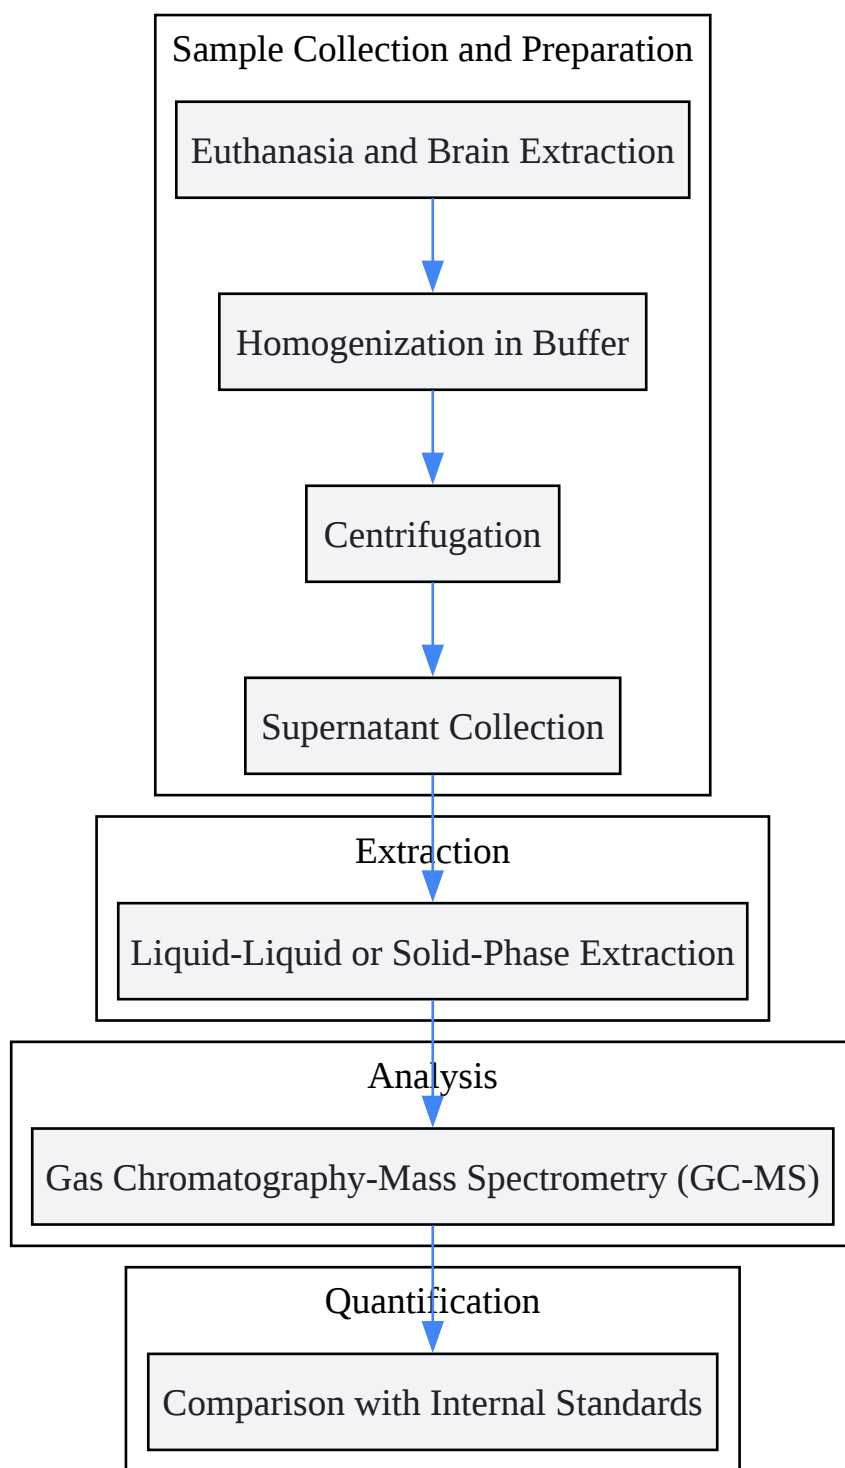 Sample Collection and Preparation
Euthanasia and Brain Extraction
Homogenization in Buffer
Centrifugation
Supernatant Collection
Extraction
Liquid-Liquid or Solid-Phase Extraction
Analysis
Gas Chromatography-Mass Spectrometry (GC-MS)
Quantification
Comparison with Internal Standards